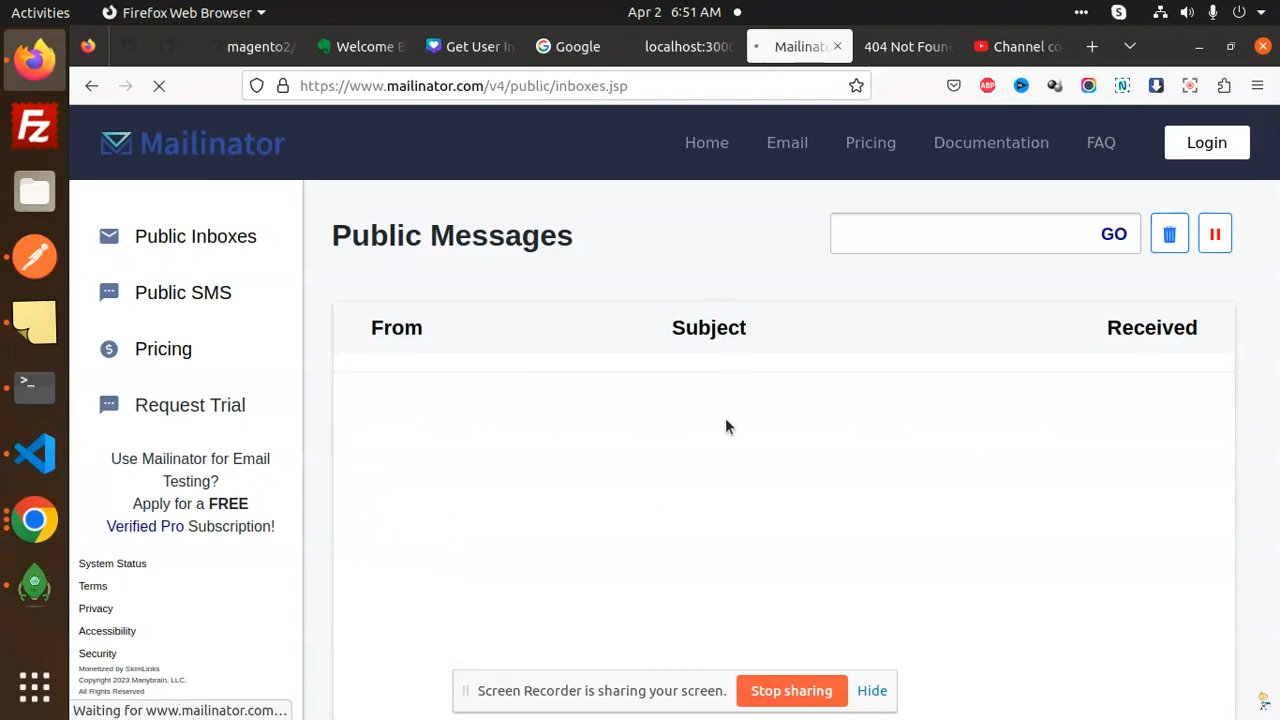 Activities
Firefox Web Browser
Apr 2 6:51 AM
magento2/
Welcome E
Get User In
Google
localhost:3000
Mailinato
404 Not Foun
Channel co
https://www.mailinator.com/v4/public/inboxes.jsp
Mailinator
Home
Email
Pricing
Documentation
FAQ
Login
Public Inboxes
Public SMS
Pricing
Request Trial
Use Mailinator for Email
Testing?
Apply for a FREE
Verified Pro Subscription!
System Status
Terms
Privacy
Accessibility
Security
Monetized by SkimLinks
Copyright 2023 Manybrain, LLC.
All Rights Reserved
Public Messages
GO
From
Subject
Received
Screen Recorder is sharing your screen.
Stop sharing
Hide
Waiting for www.mailinator.com…